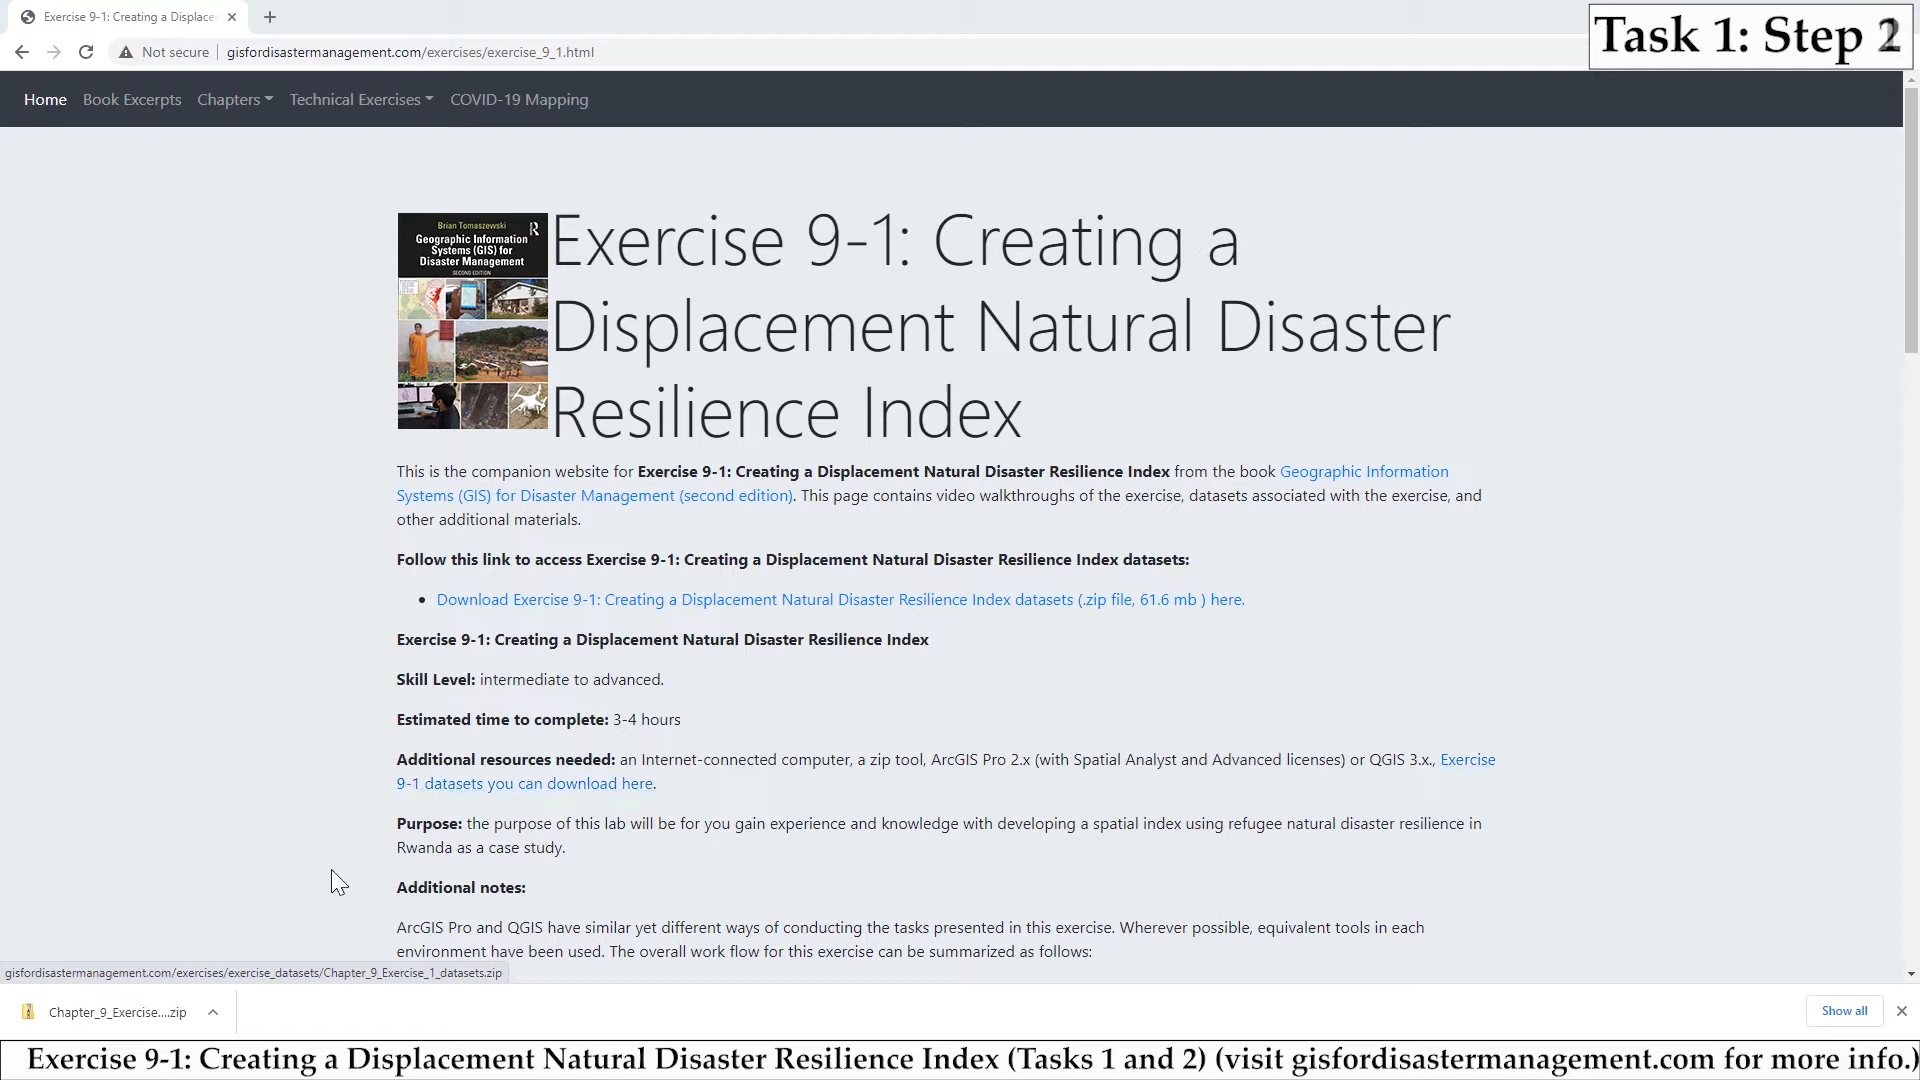 Exercise 9-1: Creating a Displace
Task 1: Step
Not secure
gisfordisastermanagement.com/exercises/exercise_9_1.html
Home
Book Excerpts
Chapters
Technical Exercises
COVID-19 Mapping
Brian Tomaszewski
R
Geographic Information
Systems (GIS) for
Disaster Management
SECOND EDITION
Exercise 9-1: Creating a
Displacement Natural Disaster
Resilience Index
This is the companion website for Exercise 9-1: Creating a Displacement Natural Disaster Resilience Index from the book Geographic Information
Systems (GIS) for Disaster Management (second edition). This page contains video walkthroughs of the exercise, datasets associated with the exercise, and
other additional materials.
Follow this link to access Exercise 9-1: Creating a Displacement Natural Disaster Resilience Index datasets:
• Download Exercise 9-1: Creating a Displacement Natural Disaster Resilience Index datasets (.zip file, 61.6 mb ) here.
Exercise 9-1: Creating a Displacement Natural Disaster Resilience Index
Skill Level: intermediate to advanced.
Estimated time to complete: 3-4 hours
Additional resources needed: an Internet-connected computer, a zip tool, ArcGIS Pro 2.x (with Spatial Analyst and Advanced licenses) or QGIS 3.x., Exercise
9-1 datasets you can download here.
Purpose: the purpose of this lab will be for you gain experience and knowledge with developing a spatial index using refugee natural disaster resilience in
Rwanda as a case study.
Additional notes:
ArcGIS Pro and QGIS have similar yet different ways of conducting the tasks presented in this exercise. Wherever possible, equivalent tools in each
environment have been used. The overall work flow for this exercise can be summarized as follows:
gisfordisastermanagement.com/exercises/exercise_datasets/Chapter_9_Exercise_1_datasets.zip
Chapter_9_Exercise....zip
Show all
Exercise 9-1: Creating a Displacement Natural Disaster Resilience Index (Tasks 1 and 2) (visit gisfordisastermanagement.com for more info.)